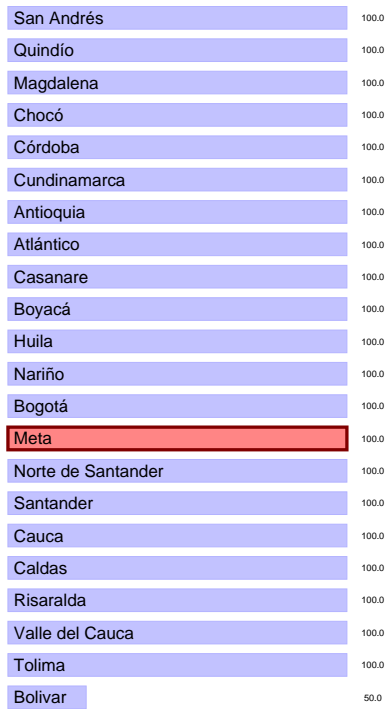 San Andrés 100.0
Quindío 100.0
Magdalena 100.0
Chocó 100.0
Córdoba 100.0
Cundinamarca 100.0
Antioquia 100.0
Atlántico 100.0
Casanare 100.0
Boyacá 100.0
Huila 100.0
Nariño 100.0
Bogotá 100.0
Meta 100.0
Norte de Santander 100.0
Santander 100.0
Cauca 100.0
Caldas 100.0
Risaralda 100.0
Valle del Cauca 100.0
Tolima 100.0
Bolivar 50.0